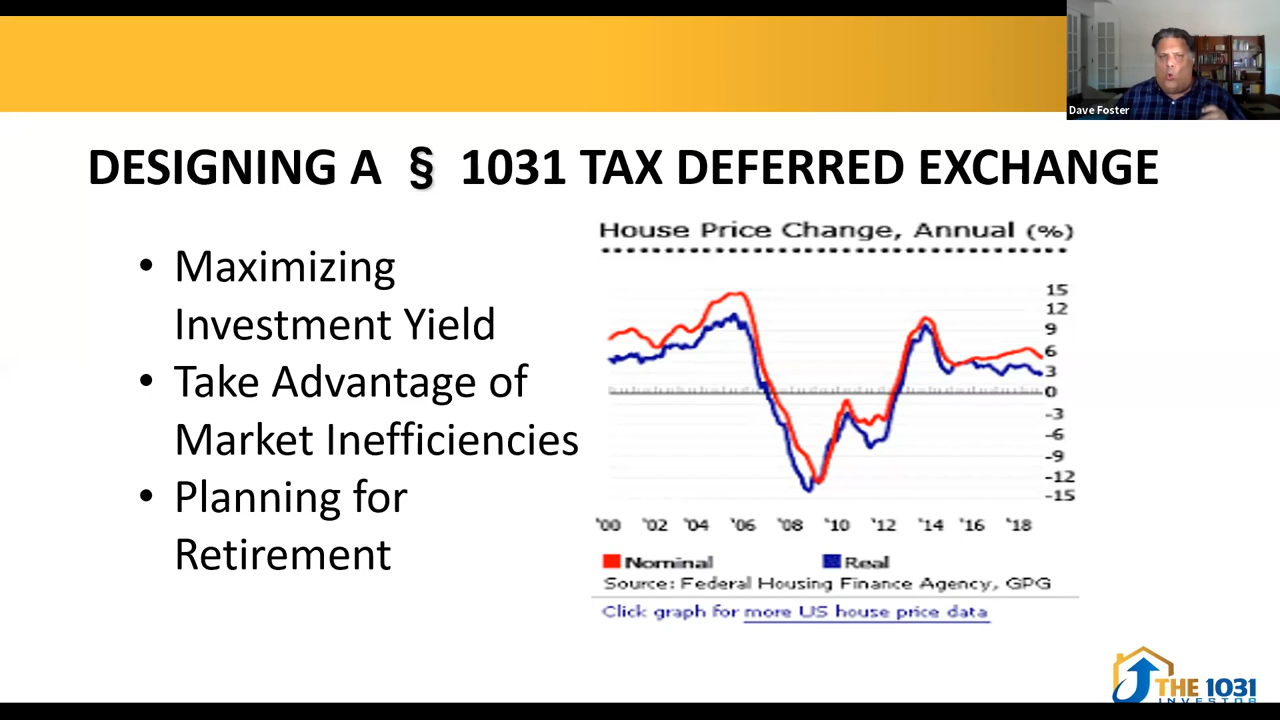 Dave Foster
DESIGNING A § 1031 TAX DEFERRED EXCHANGE
• Maximizing
Investment Yield
• Take Advantage of
Market Inefficiencies
• Planning for
Retirement
House Price Change, Annual (%)
15
12
9
6
3
0
-3
-6
-9
-12
-15
'00 '02 '04 '06 '08 '10 '12 '14 '16 '18
Nominal Real
Source: Federal Housing Finance Agency, GPG
Click graph for more US house price data
THE 1031
INVESTOR